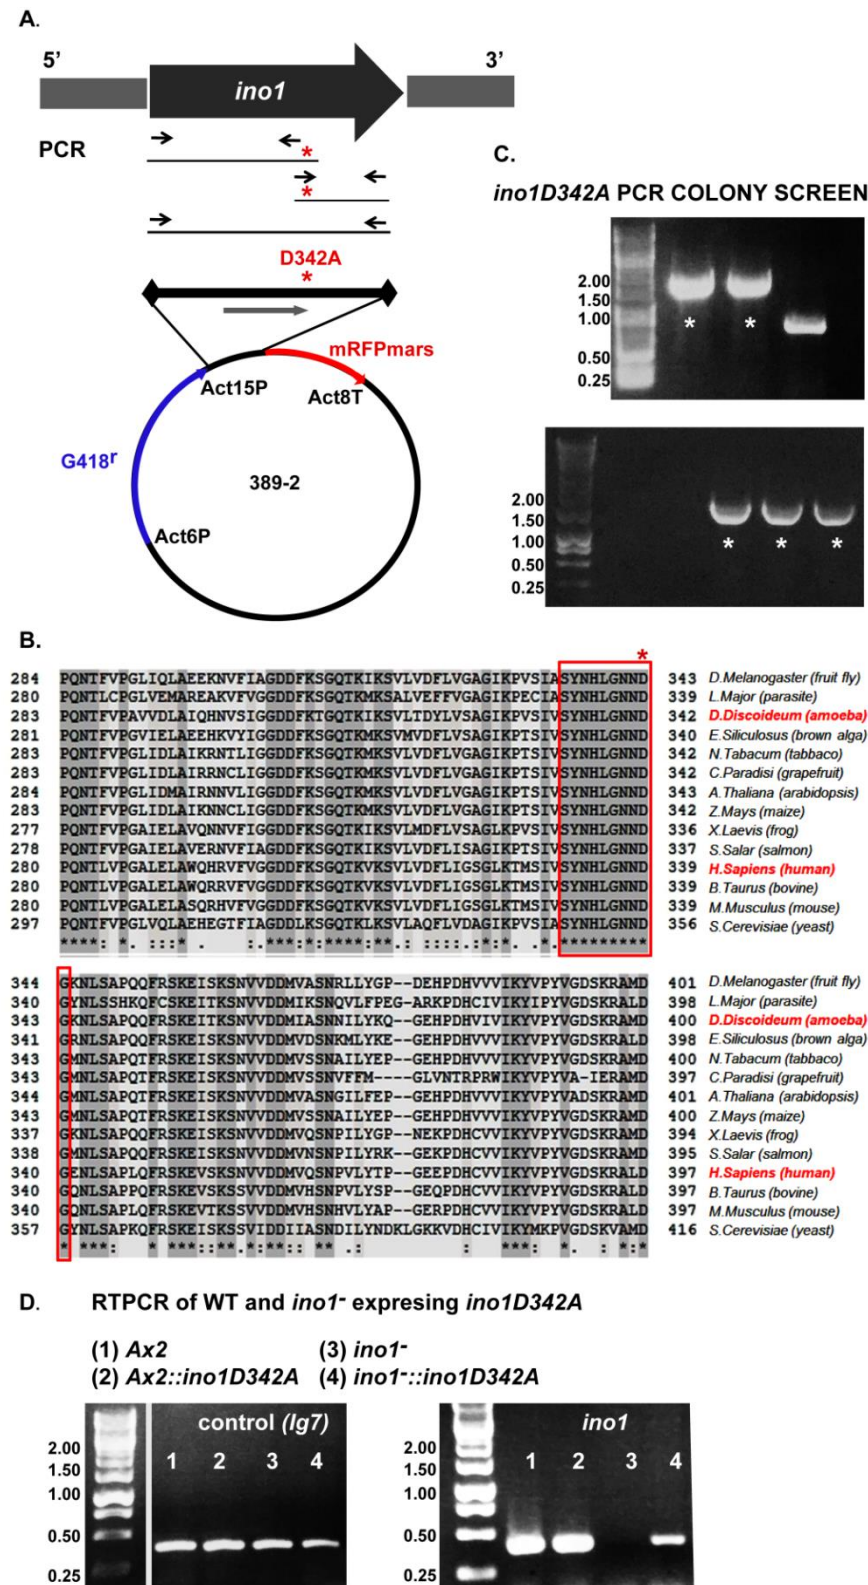 A.
5’
3’
ino1
PCR
*
*
D342A
*
mRFPmars
Act15P
Act8T
G418r
389-2
Act6P
C.
ino1D342A PCR COLONY SCREEN
2.00
1.50
1.00
0.50
0.25
* *
2.00
1.50
1.00
0.50
0.25
* * *
B.
*
284 PQNTFVPGLIQLAEEKNVFIAGDDFKSGQTKIKSVLVDFLVGAGIKPVSIASYNHLGNND 343 D.Melanogaster (fruit fly)
280 PQNTLCPGLVEMAREAKVFVGGDDFKSGQTKMKSALVEFFVGAGIKPECIASYNHLGNND 339 L.Major (parasite)
283 PQNTFVPAVVDLAIQHNVSIGGDDFKTGQTKIKSVLTDYLVSAGIKPVSIVSYNHLGNND 342 D.Discoideum (amoeba)
281 PQNTFVPGVIELAEEHKVYIGGDDFKSGQTKIKSVMVDFLVGAGIKPTSIVSYNHLGNND 340 E.Siliculosus (brown alga)
283 PQNTFVPGLIDLAIKRNTLIGGDDFKSGQTKMKSVLVDFLVGAGIKPTSIVSYNHLGNND 342 N.Tabacum (tabbaco)
283 PQNTFVPGLIDLAIRRNCLIGGDDFKSGQTKMKSVLVDFLVGAGIKPTSIVSYNHLGNND 342 C.Paradisi (grapefruit)
284 PQNTFVPGLIDMAIRRNVLIGGDDFKSGQTKMKSVLVDFLVGAGIKPTSIVSYNHLGNND 343 A.Thaliana (arabidopsis)
283 PQNTFVPGLIDLAIKNNCLIGGDDFKSGQTKMKSVLVDFLVGAGIKPTSIVSYNHLGNND 342 Z.Mays (maize)
277 PQNTFVPGAIELAVQNNVFIGGDDFKSGQTKIKSVLMDFLVSAGLKPVSIVSYNHLGNND 336 X.Laevis (frog)
278 PQNTFVPGAIELAVERNVFIGGDDFKSGQTKIKSVLVDFLVSAGIKPTSIVSYNHLGNND 337 S.Salar (salmon)
280 PQNTLVPGALELAWQHRVFVGGDDFKSGQTKVKSVLVDFLIGSGLKTMSIVSYNHLGNND 339 H.Sapiens (human)
280 PQNTLVPGALELAWQRRVFVGGDDFKSGQTKVKSVLVDFLIGSGLKTMSIVSYNHLGNND 339 B.Taurus (bovine)
280 PQNTLVPGALELASQRHVFVGGDDFKSGQTKVKSVLVDFLIGSGLKTMSIVSYNHLGNND 339 M.Musculus (mouse)
297 PQNTFVPGLVQLAEHEGTFIAGDDLKSGQTKLKSVLAQFLVDAGIKPVSIASYNHLGNND 356 S.Cerevisiae (yeast)
344 GKNLSAPQQFRSKEISKSNVVDDMVASNRLLYGP--DEHPDHVVVIKYVPYVGDSKRAMD 401 D.Melanogaster (fruit fly)
340 GYNLSSHKQFCSKEITKSNVVDDMIKSNQVLFPEG-ARKPDHCIVIKYVPYVGDSKRAMD 398 L.Major (parasite)
343 GKNLSAPQQFRSKEISKSNVVDDMIASNNILYKQ--GEHPDHVIVIKYVPYVGDSKRAMD 400 D.Discoideum (amoeba)
341 GRNLSAPQTFRSKEISKSNVVDDMVDSNKMLYKE--GEHPDHVVVIKYVPYVGDSKRALD 398 E.Siliculosus (brown alga)
343 GMNLSAPQTFRSKEISKSNVVDDMVSSNAILYEP--GEHPDHVVVIKYVPYVGDSKRAMD 400 N.Tabacum (tabbaco)
343 GMNLSAPQTFRSKEISKSNVVDDMVSSNVFFM----GLVNTRPRWIKYVPYVA-IERAMD 397 C.Paradisi (grapefruit)
344 GMNLSAPQTFRSKEISKSNVVDDMVASNGILFEP--GEHPDHVVVIKYVPYVADSKRAMD 401 A.Thaliana (arabidopsis)
343 GMNLSAPQTFRSKEISKSNVVDDMVSSNAILYEP--GEHPDHVVVIKYVPYVGDSKRAMD 400 Z.Mays (maize)
337 GKNLSAPQQFRSKEISKSNVVDDMVQSNPILYGP--NEKPDHCVVIKYVPYVGDSKRAMD 394 X.Laevis (frog)
338 GMNLSAPQQFRSKEISKSNVVDDMVQSNPILYRK--GEKPDHCVVIKYVPYVGDSKRAMD 395 S.Salar (salmon)
340 GENLSAPLQFRSKEVSKSNVVDDMVQSNPVLYTP--GEEPDHCVVIKYVPYVGDSKRALD 397 H.Sapiens (human)
340 GQNLSAPPQFRSKEVSKSSVVDDMVHSNPVLYSP--GEQPDHCVVIKYVPYVGDSKRALD 397 B.Taurus (bovine)
340 GQNLSAPLQFRSKEVTKSSVVDDMVHSNHVLYAP--GEEPDHCVVIKYVPYVGDSKRALD 397 M.Musculus (mouse)
357 GYNLSAPKQFRSKEISKSSVIDDIIASNDILYNDKLGKKVDHCIVIKYMKPVGDSKVAMD 416 S.Cerevisiae (yeast)
D. RTPCR of WT and ino1- expresing ino1D342A
(1) Ax2 (3) ino1-
(2) Ax2::ino1D342A (4) ino1-::ino1D342A
control (Ig7)
1 2 3 4
2.00
1.50
1.00
0.50
0.25
ino1
1 2 3 4
2.00
1.50
1.00
0.50
0.25